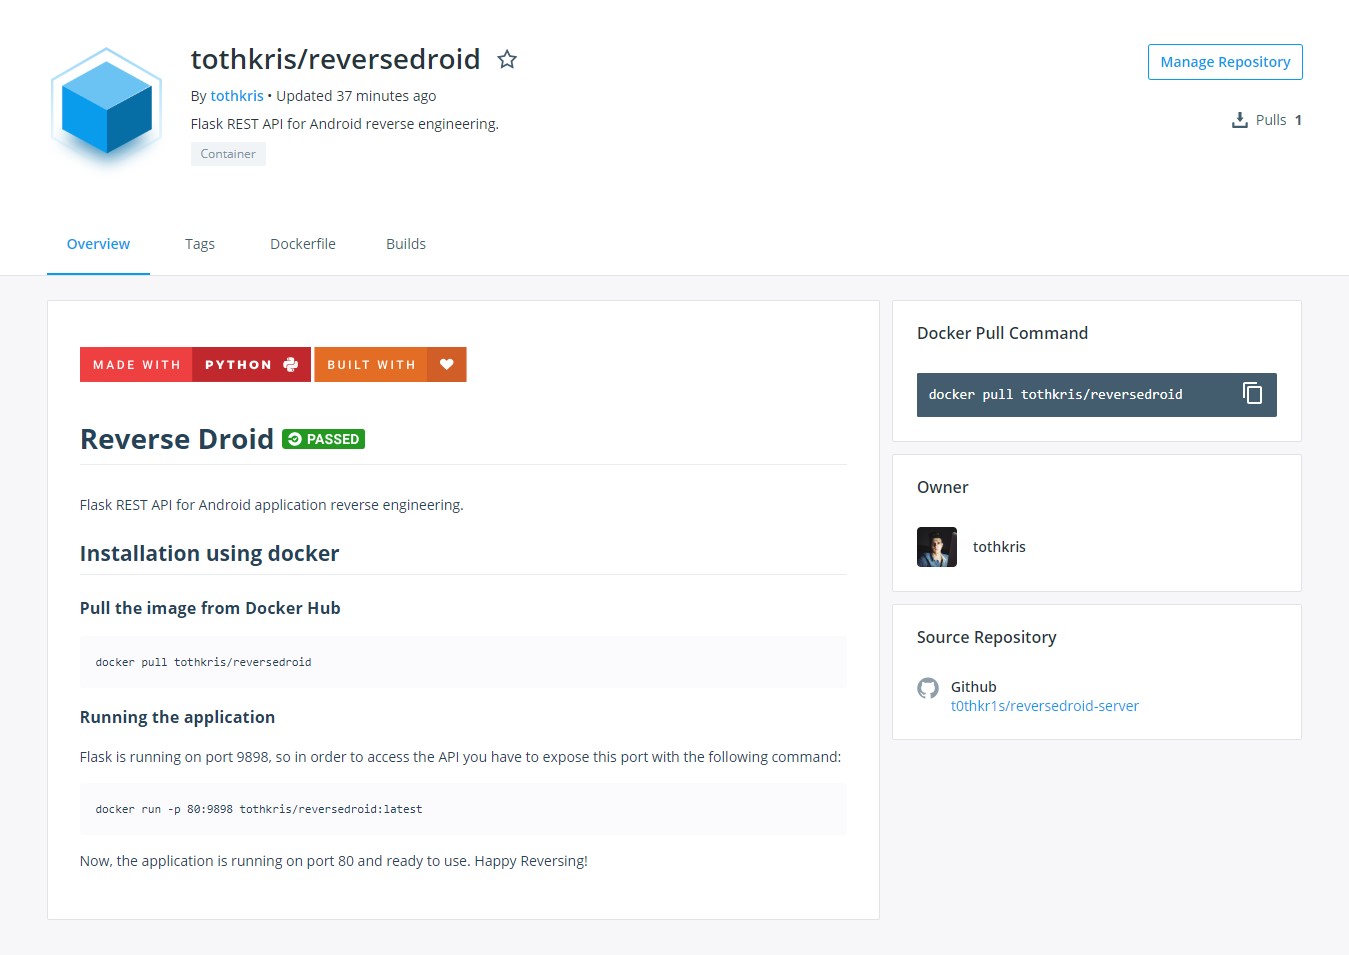 tothkris/reversedroid
Manage Repository
By tothkris • Updated 37 minutes ago
Pulls 1
Flask REST API for Android reverse engineering.
Container
Overview
Tags
Dockerfile
Builds
MADE WITH PYTHON
BUILT WITH
Reverse Droid PASSED
Flask REST API for Android application reverse engineering.
Installation using docker
Pull the image from Docker Hub
docker pull tothkris/reversedroid
Running the application
Flask is running on port 9898, so in order to access the API you have to expose this port with the following command:
docker run -p 80:9898 tothkris/reversedroid:latest
Now, the application is running on port 80 and ready to use. Happy Reversing!
Docker Pull Command
docker pull tothkris/reversedroid
Owner
tothkris
Source Repository
Github
t0thkr1s/reversedroid-server